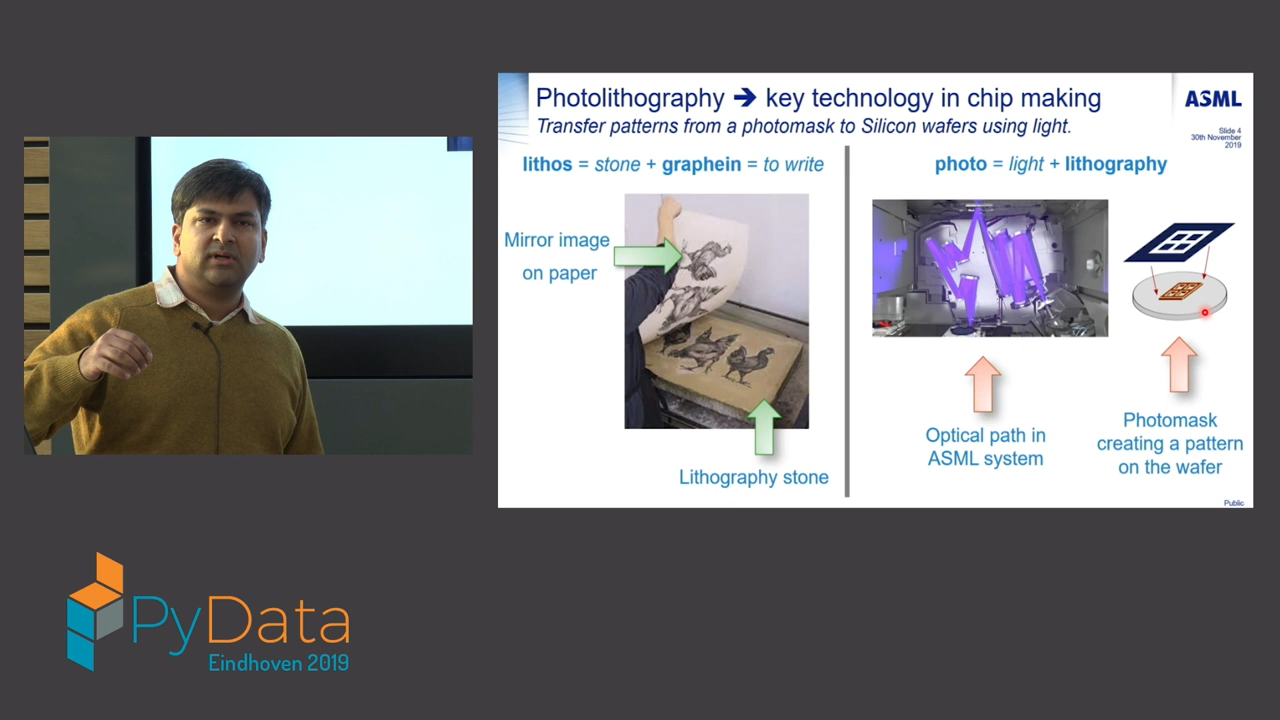 Photolithography ➔ key technology in chip making
Transfer patterns from a photomask to Silicon wafers using light.
ASML
Slide 4
30th November
2019
lithos = stone + graphein = to write
Mirror image
on paper
Lithography stone
photo = light + lithography
Optical path in
ASML system
Photomask
creating a pattern
on the wafer
Public
PyData
Eindhoven 2019